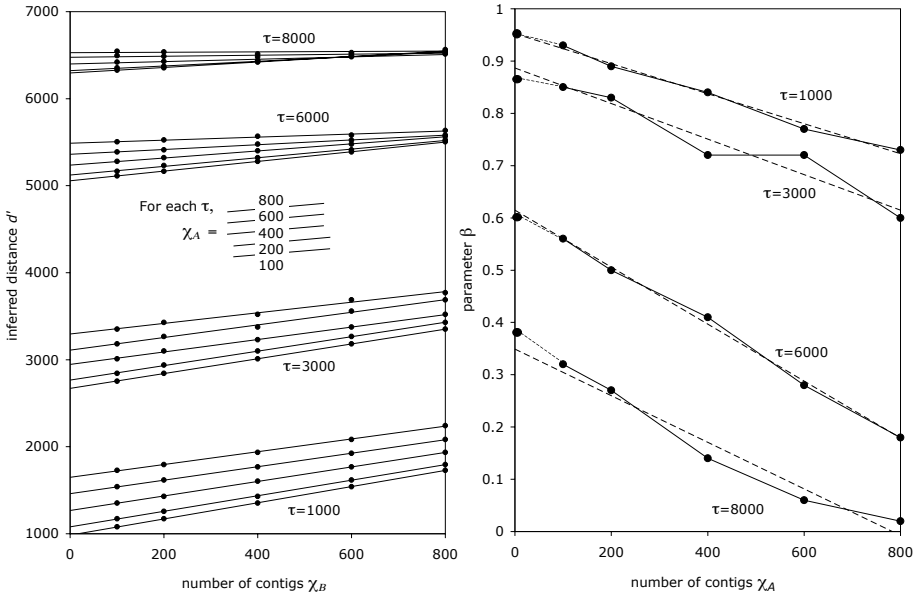 7000
6000
5000
4000
3000
2000
1000
inferred distance d'
τ=8000
τ=6000
For each τ,
χA =
800
600
400
200
100
τ=3000
τ=1000
0
200
400
600
800
number of contigs χB
1
0.9
0.8
0.7
0.6
0.5
0.4
0.3
0.2
0.1
0
parameter β
τ=1000
τ=3000
τ=6000
τ=8000
0
200
400
600
800
number of contigs χA